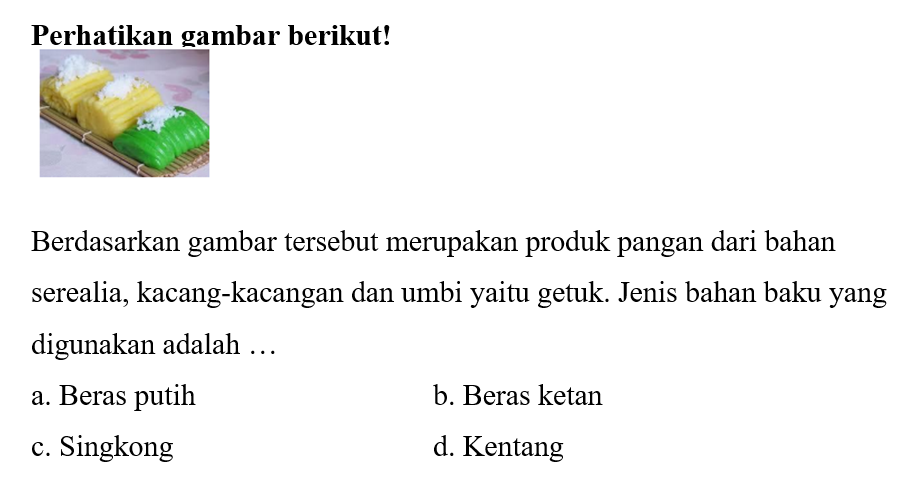 Perhatikan gambar berikut!
Berdasarkan gambar tersebut merupakan produk pangan dari bahan
serealia, kacang-kacangan dan umbi yaitu getuk. Jenis bahan baku yang
digunakan adalah …
a. Beras putih b. Beras ketan
c. Singkong d. Kentang